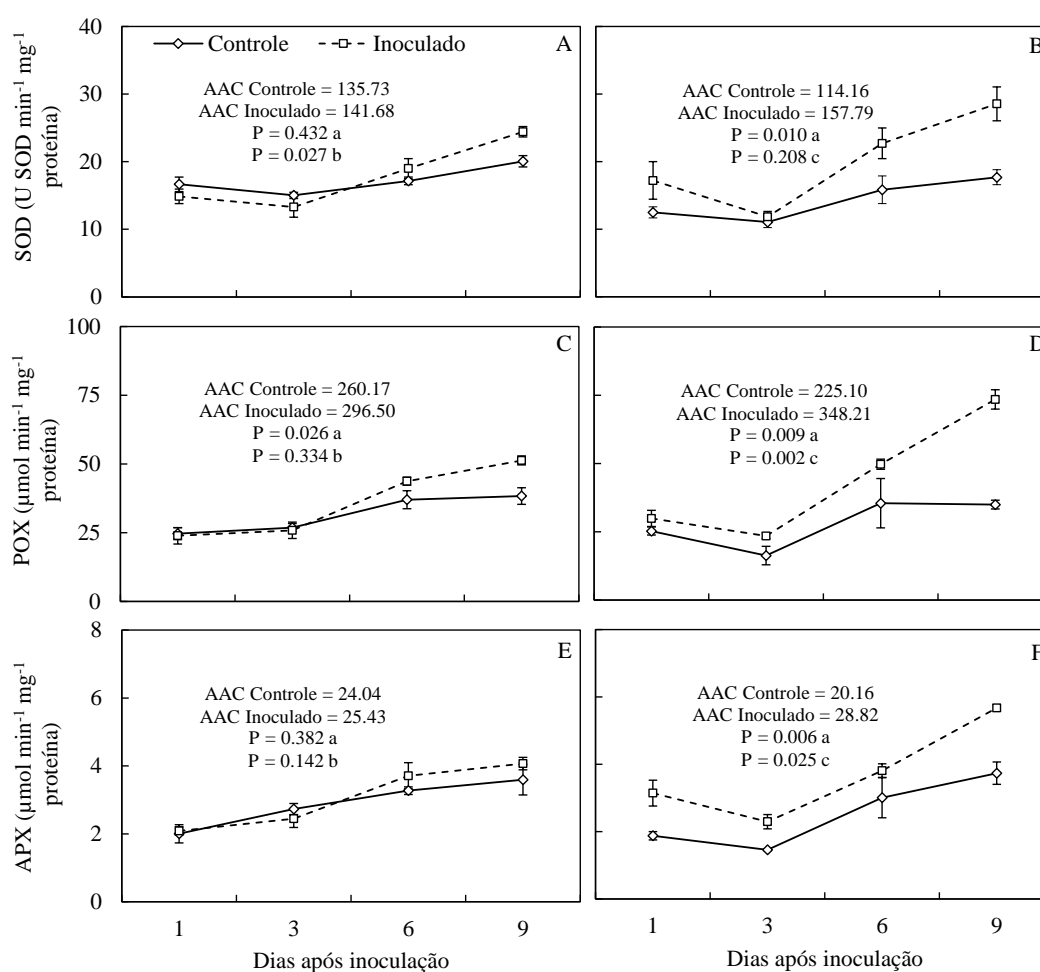 Controle
Inoculado
A
AAC Controle = 135.73
AAC Inoculado = 141.68
P = 0.432 a
P = 0.027 b
SOD (U SOD min-1 mg-1
proteína)
40
30
20
10
0
B
AAC Controle = 114.16
AAC Inoculado = 157.79
P = 0.010 a
P = 0.208 c
C
AAC Controle = 260.17
AAC Inoculado = 296.50
P = 0.026 a
P = 0.334 b
POX (µmol min-1 mg-1
proteína)
100
75
50
25
0
D
AAC Controle = 225.10
AAC Inoculado = 348.21
P = 0.009 a
P = 0.002 c
E
AAC Controle = 24.04
AAC Inoculado = 25.43
P = 0.382 a
P = 0.142 b
APX (µmol min-1 mg-1
proteína)
8
6
4
2
0
F
AAC Controle = 20.16
AAC Inoculado = 28.82
P = 0.006 a
P = 0.025 c
1 3 6 9
Dias após inoculação
1 3 6 9
Dias após inoculação